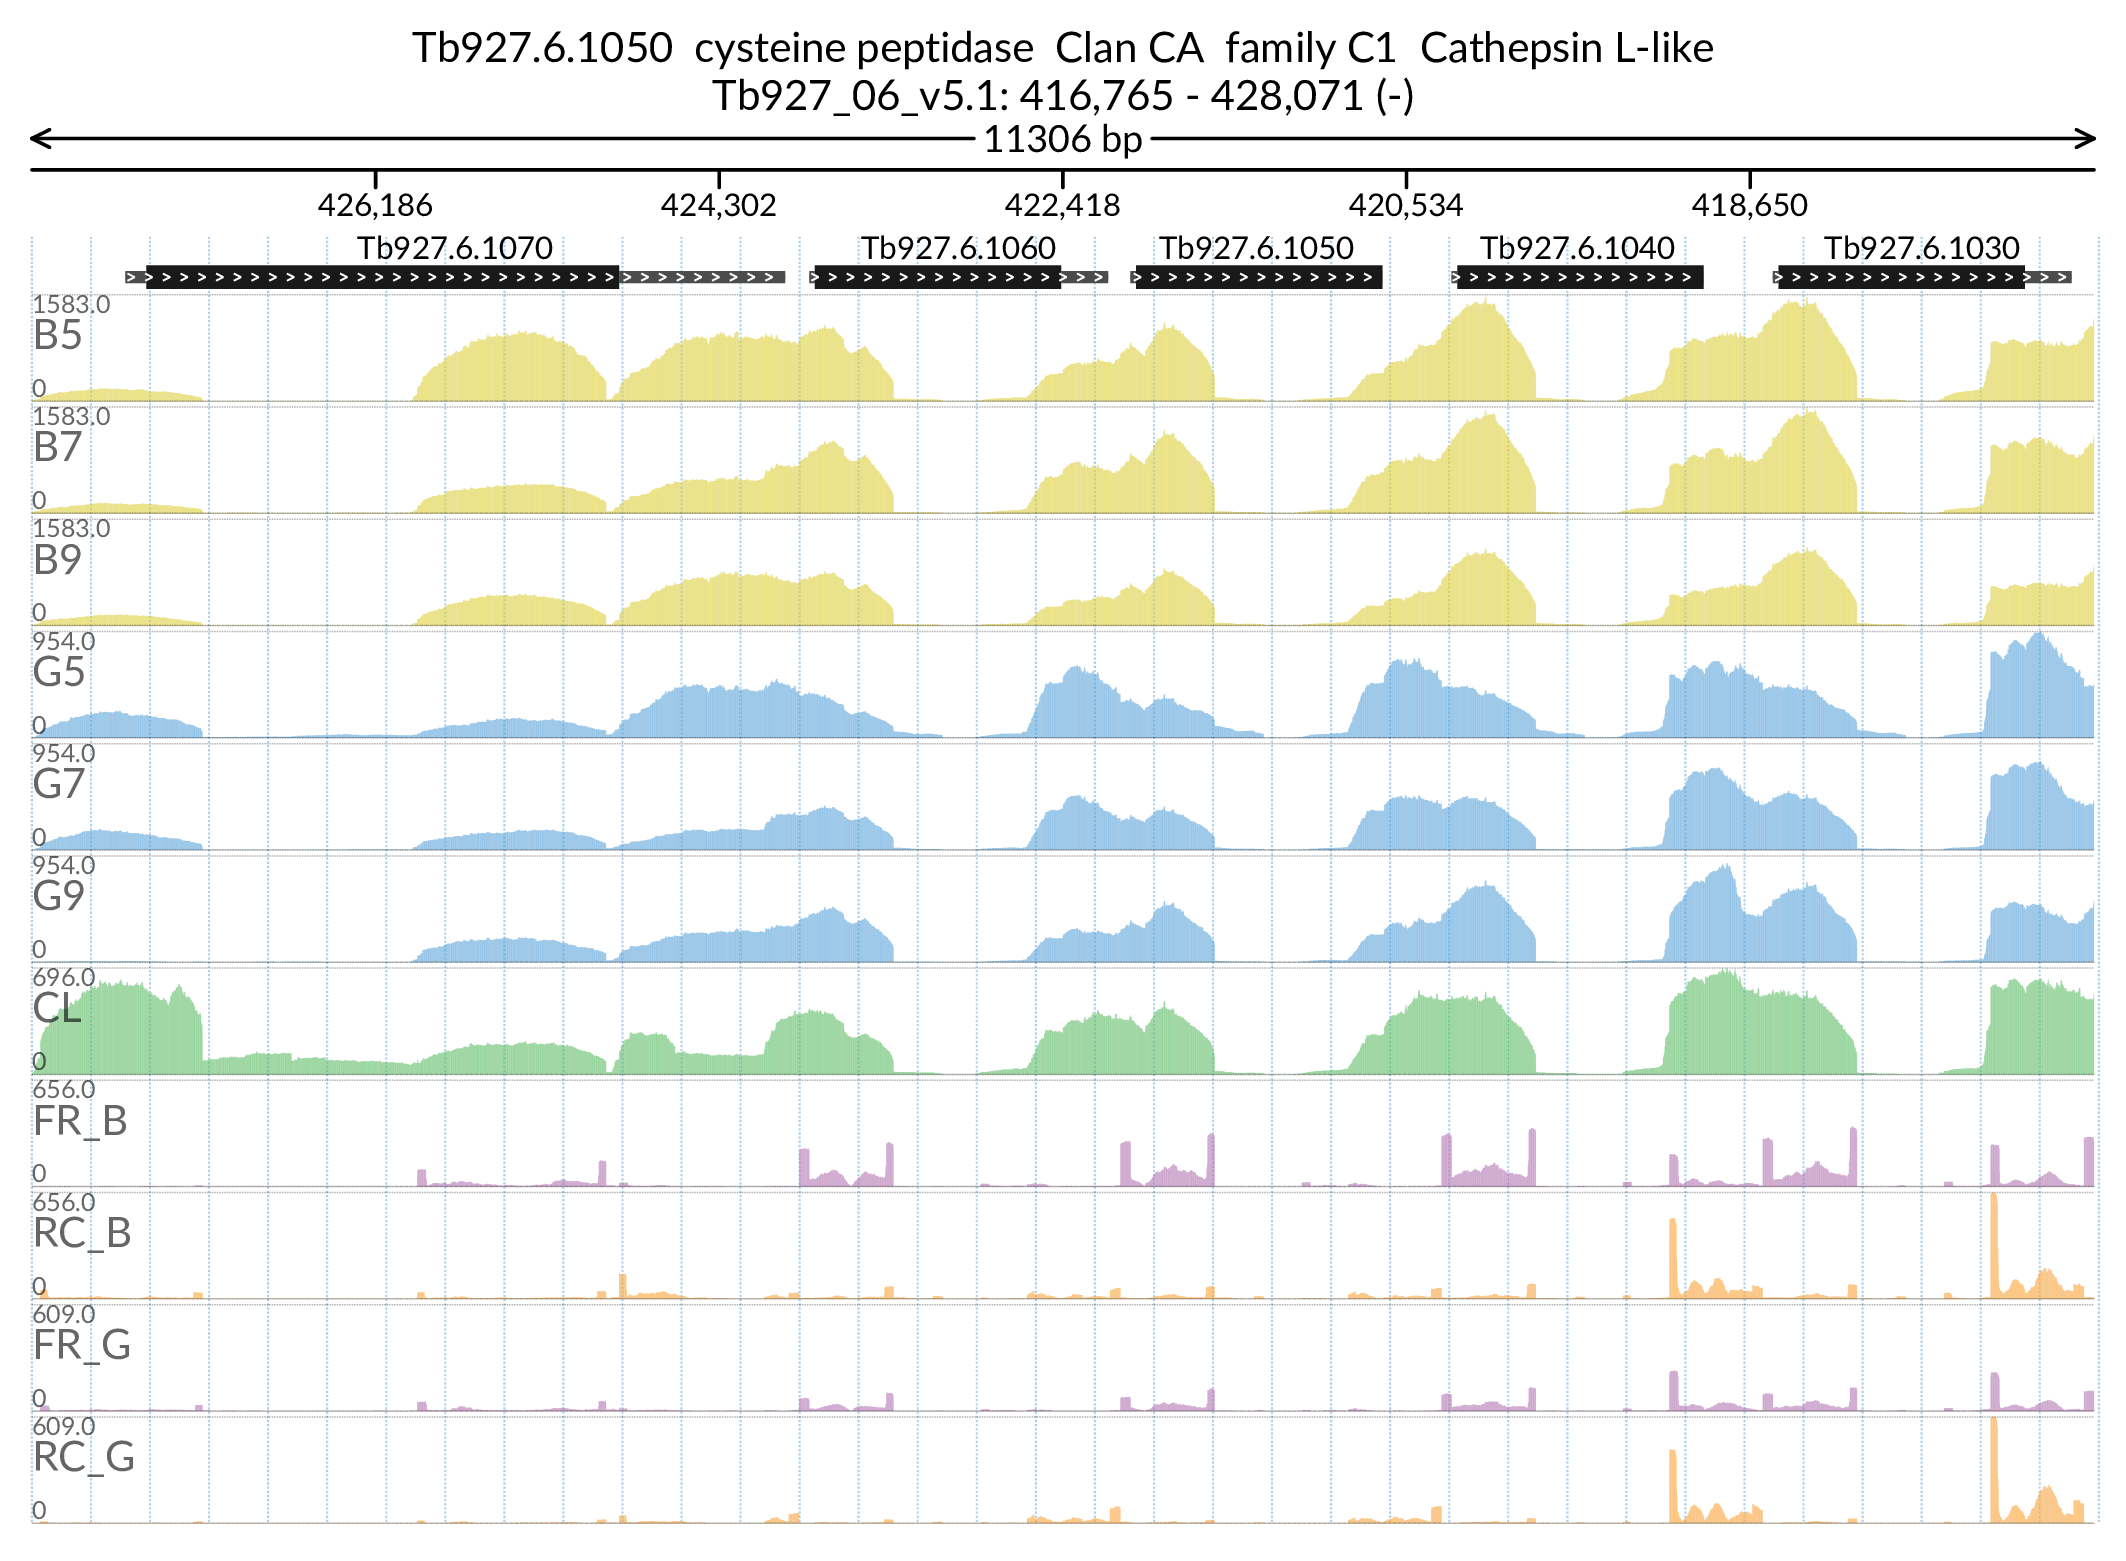 Tb927.6.1050  cysteine peptidase  Clan CA  family C1  Cathepsin L-like
Tb927_06_v5.1: 416,765 - 428,071 (-)
11306 bp
426,186 424,302 422,418 420,534 418,650
Tb927.6.1070 Tb927.6.1060 Tb927.6.1050 Tb927.6.1040 Tb927.6.1030
1583.0
B5
0
1583.0
B7
0
1583.0
B9
0
954.0
G5
0
954.0
G7
0
954.0
G9
0
696.0
CL
0
656.0
FR_B
0
656.0
RC_B
0
609.0
FR_G
0
609.0
RC_G
0